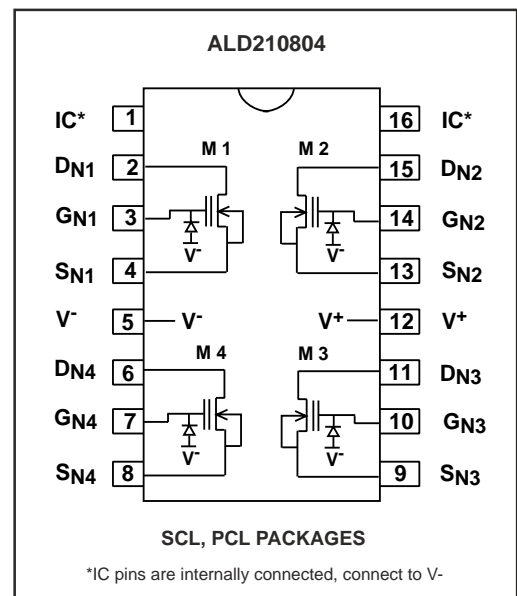 ALD210804
IC* 1 16 IC*
DN1 2 M 1 M 2 15 DN2
GN1 3 V- V- 14 GN2
SN1 4 13 SN2
V- 5 V- V+ 12 V+
DN4 6 M 4 M 3 11 DN3
GN4 7 V- V- 10 GN3
SN4 8 9 SN3
SCL, PCL PACKAGES
*IC pins are internally connected, connect to V-